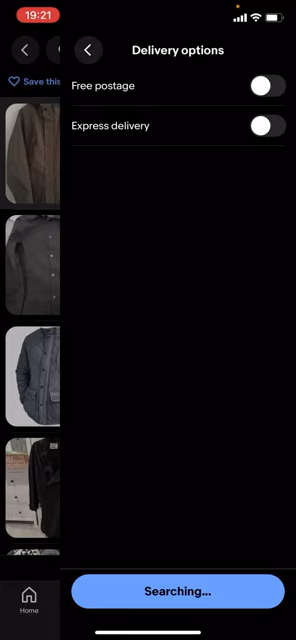 19:21
Delivery options
Save this
Free postage
Express delivery
Searching...
Home